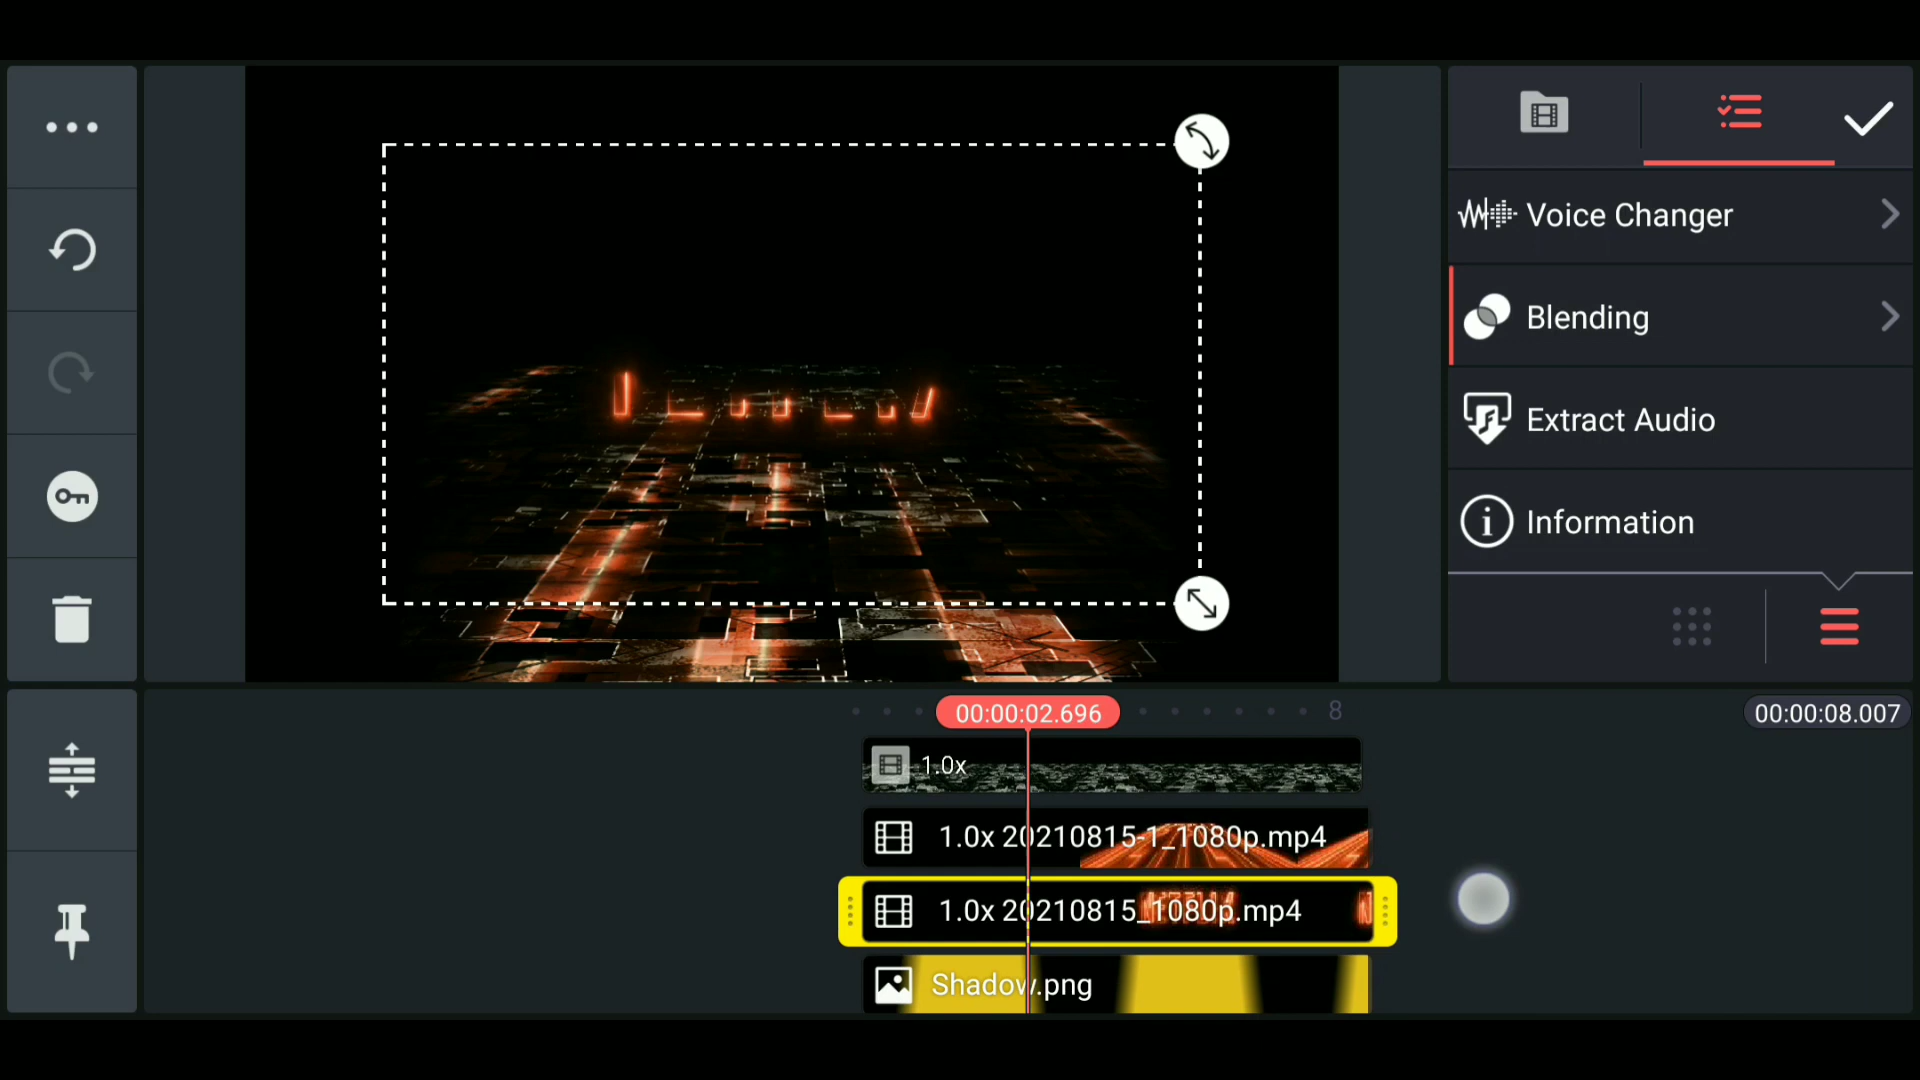 Voice Changer
Blending
Extract Audio
Information
00:00:02.696
8
00:00:08.007
1.0x
1.0x 20210815-1_1080p.mp4
1.0x 20210815_1080p.mp4
Shadow.png